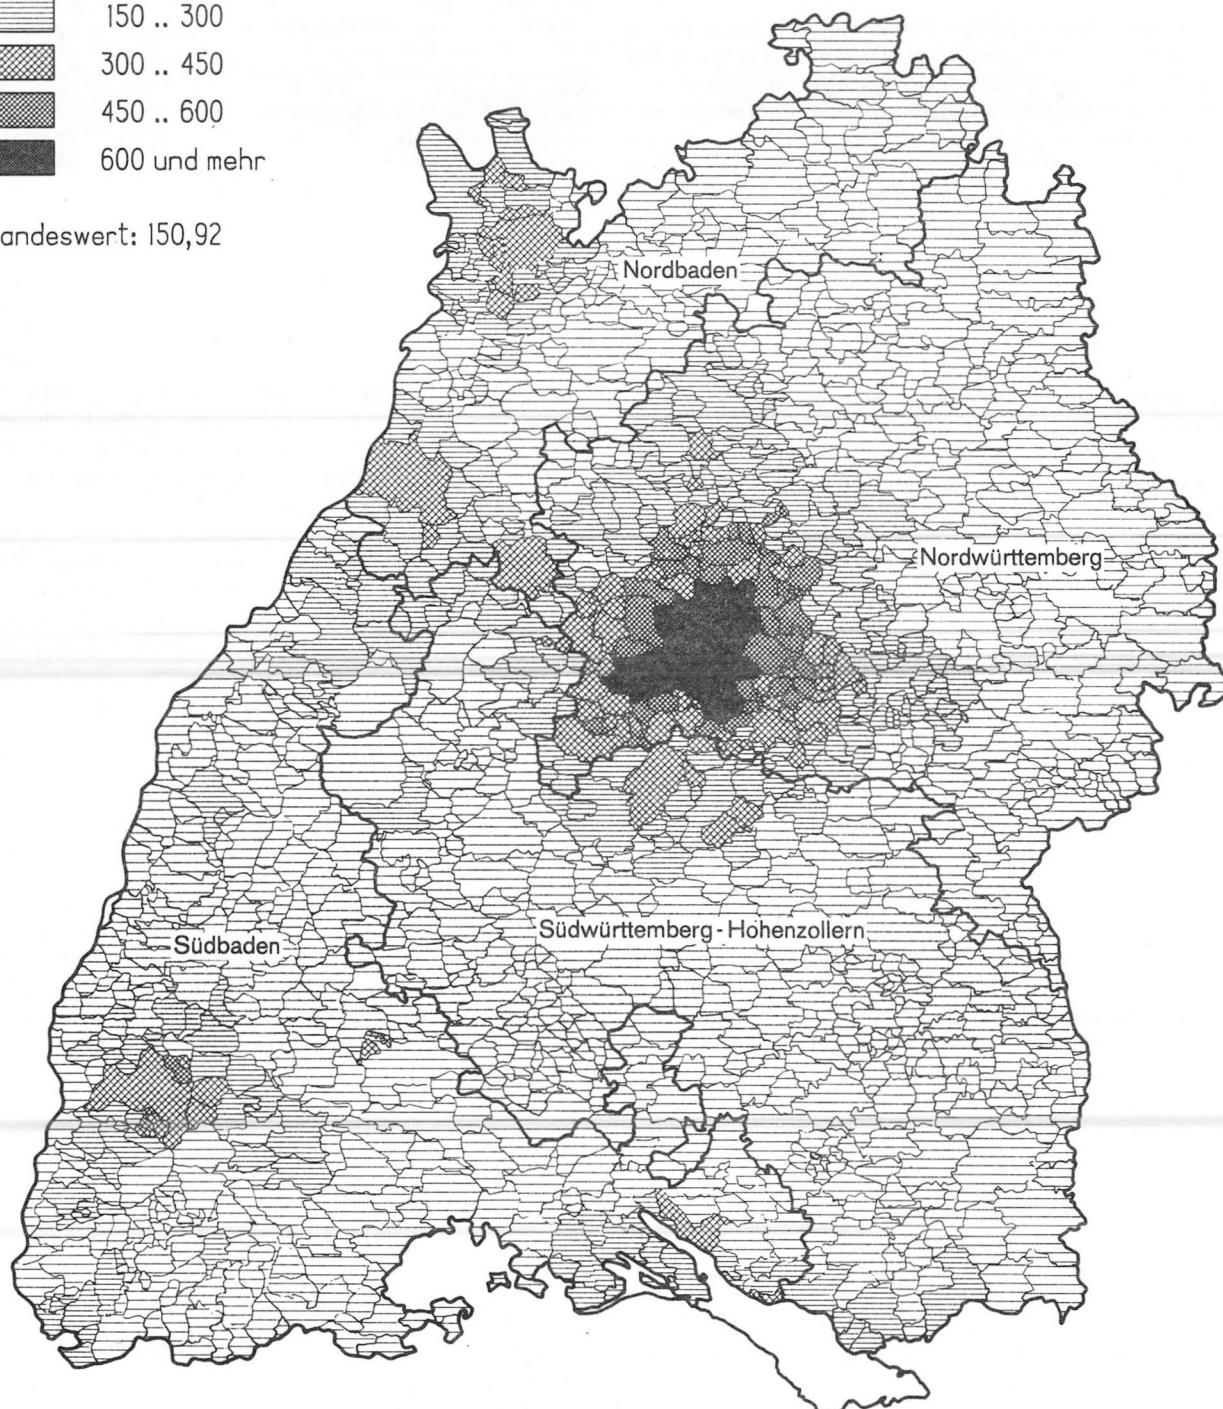 150 .. 300
300 .. 450
450 .. 600
600 und mehr
andeswert: 150,92
Nordbaden
Nordwürttemberg
Südwürttemberg - Hohenzollern
Südbaden